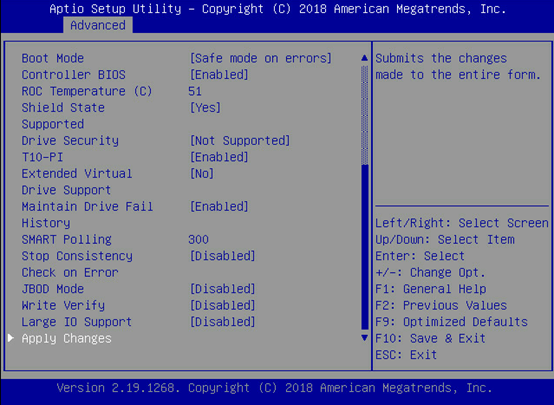 Aptio Setup Utility – Copyright (C) 2018 American Megatrends, Inc.
Advanced
Boot Mode [Safe mode on errors]
Controller BIOS [Enabled]
ROC Temperature (C) 51
Shield State [Yes]
Supported
Drive Security [Not Supported]
T10-PI [Enabled]
Extended Virtual [No]
Drive Support
Maintain Drive Fail [Enabled]
History
SMART Polling 300
Stop Consistency [Disabled]
Check on Error
JBOD Mode [Disabled]
Write Verify [Disabled]
Large IO Support [Disabled]
Apply Changes
Submits the changes
made to the entire form.
Left/Right: Select Screen
Up/Down: Select Item
Enter: Select
+/-: Change Opt.
F1: General Help
F2: Previous Values
F9: Optimized Defaults
F10: Save & Exit
ESC: Exit
Version 2.19.1268. Copyright (C) 2018 American Megatrends, Inc.